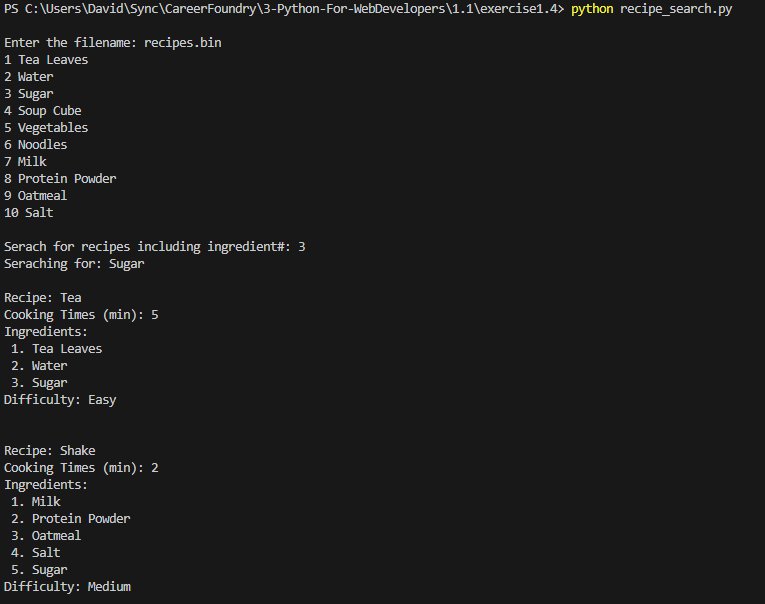 PS C:\Users\David\Sync\CareerFoundry\3-Python-For-WebDevelopers\1.1\exercise1.4> python recipe_search.py
Enter the filename: recipes.bin
1 Tea Leaves
2 Water
3 Sugar
4 Soup Cube
5 Vegetables
6 Noodles
7 Milk
8 Protein Powder
9 Oatmeal
10 Salt
Serach for recipes including ingredient#: 3
Seraching for: Sugar
Recipe: Tea
Cooking Times (min): 5
Ingredients:
1. Tea Leaves
2. Water
3. Sugar
Difficulty: Easy
Recipe: Shake
Cooking Times (min): 2
Ingredients:
1. Milk
2. Protein Powder
3. Oatmeal
4. Salt
5. Sugar
Difficulty: Medium